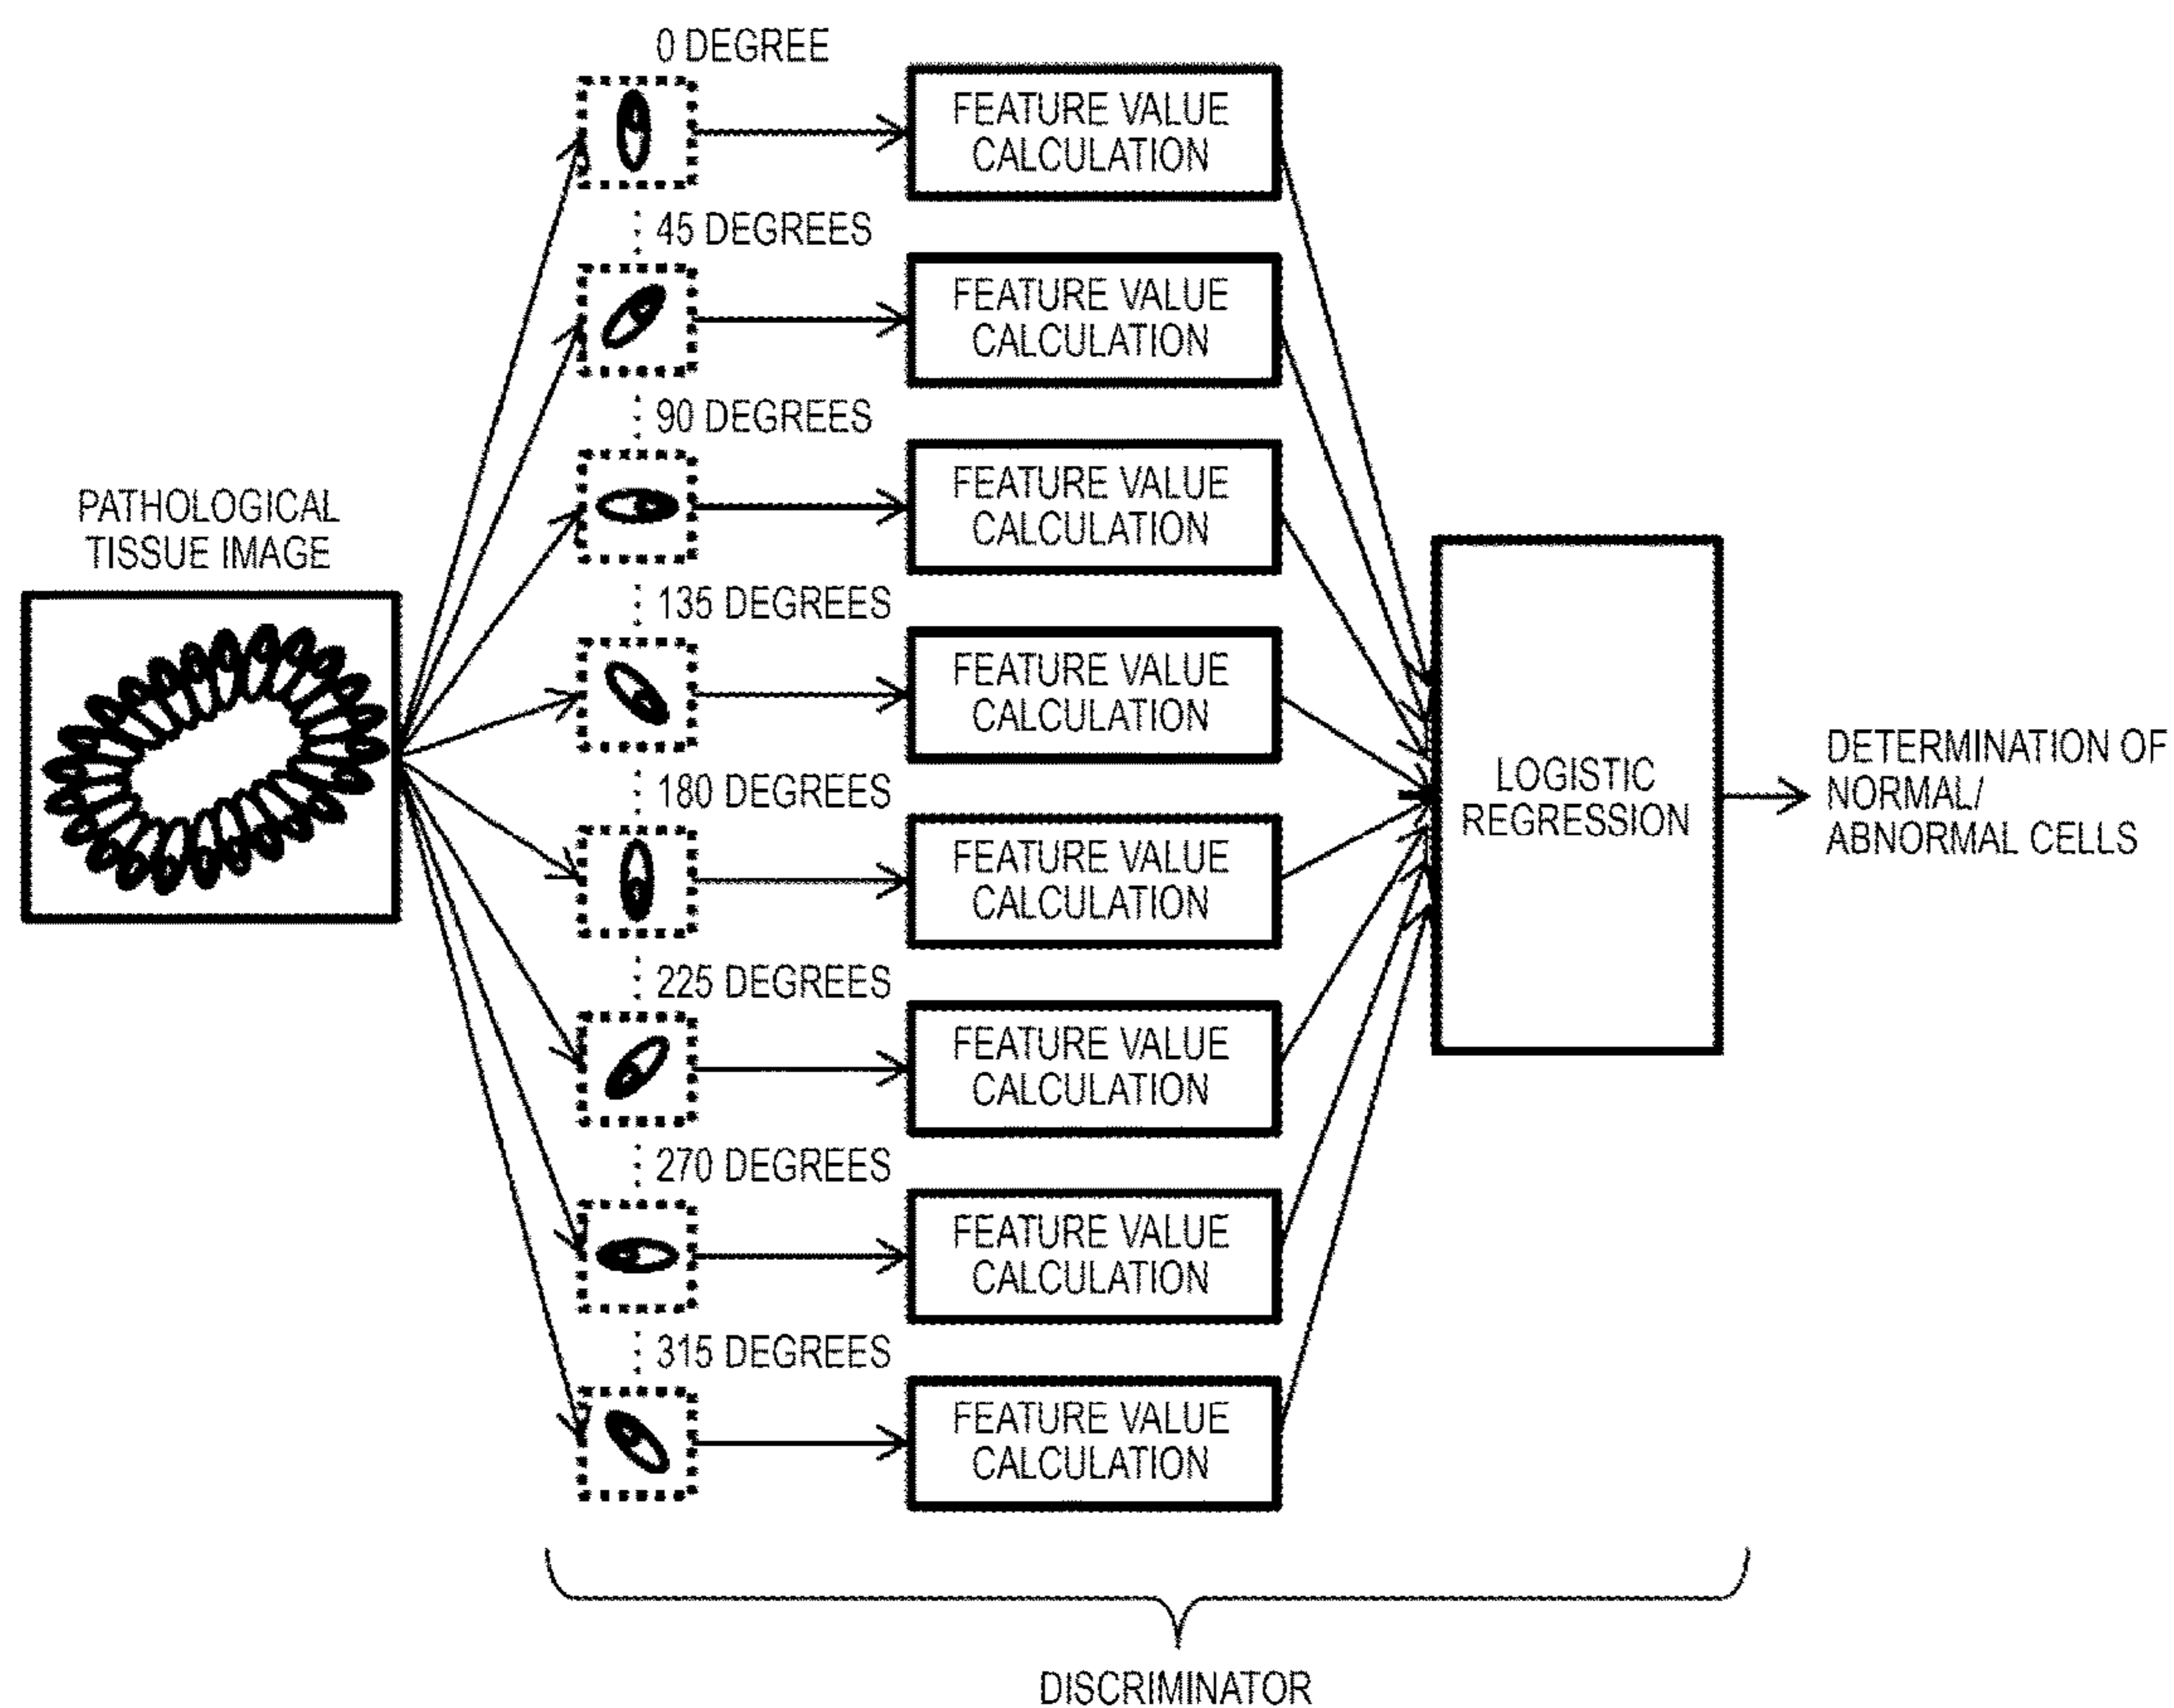 0 DEGREE
FEATURE VALUE
CALCULATION
45 DEGREES
FEATURE VALUE
CALCULATION
90 DEGREES
FEATURE VALUE
CALCULATION
PATHOLOGICAL
TISSUE IMAGE
135 DEGREES
FEATURE VALUE
CALCULATION
180 DEGREES
FEATURE VALUE
CALCULATION
LOGISTIC
REGRESSION
DETERMINATION OF
NORMAL/
ABNORMAL CELLS
225 DEGREES
FEATURE VALUE
CALCULATION
270 DEGREES
FEATURE VALUE
CALCULATION
315 DEGREES
FEATURE VALUE
CALCULATION
DISCRIMINATOR